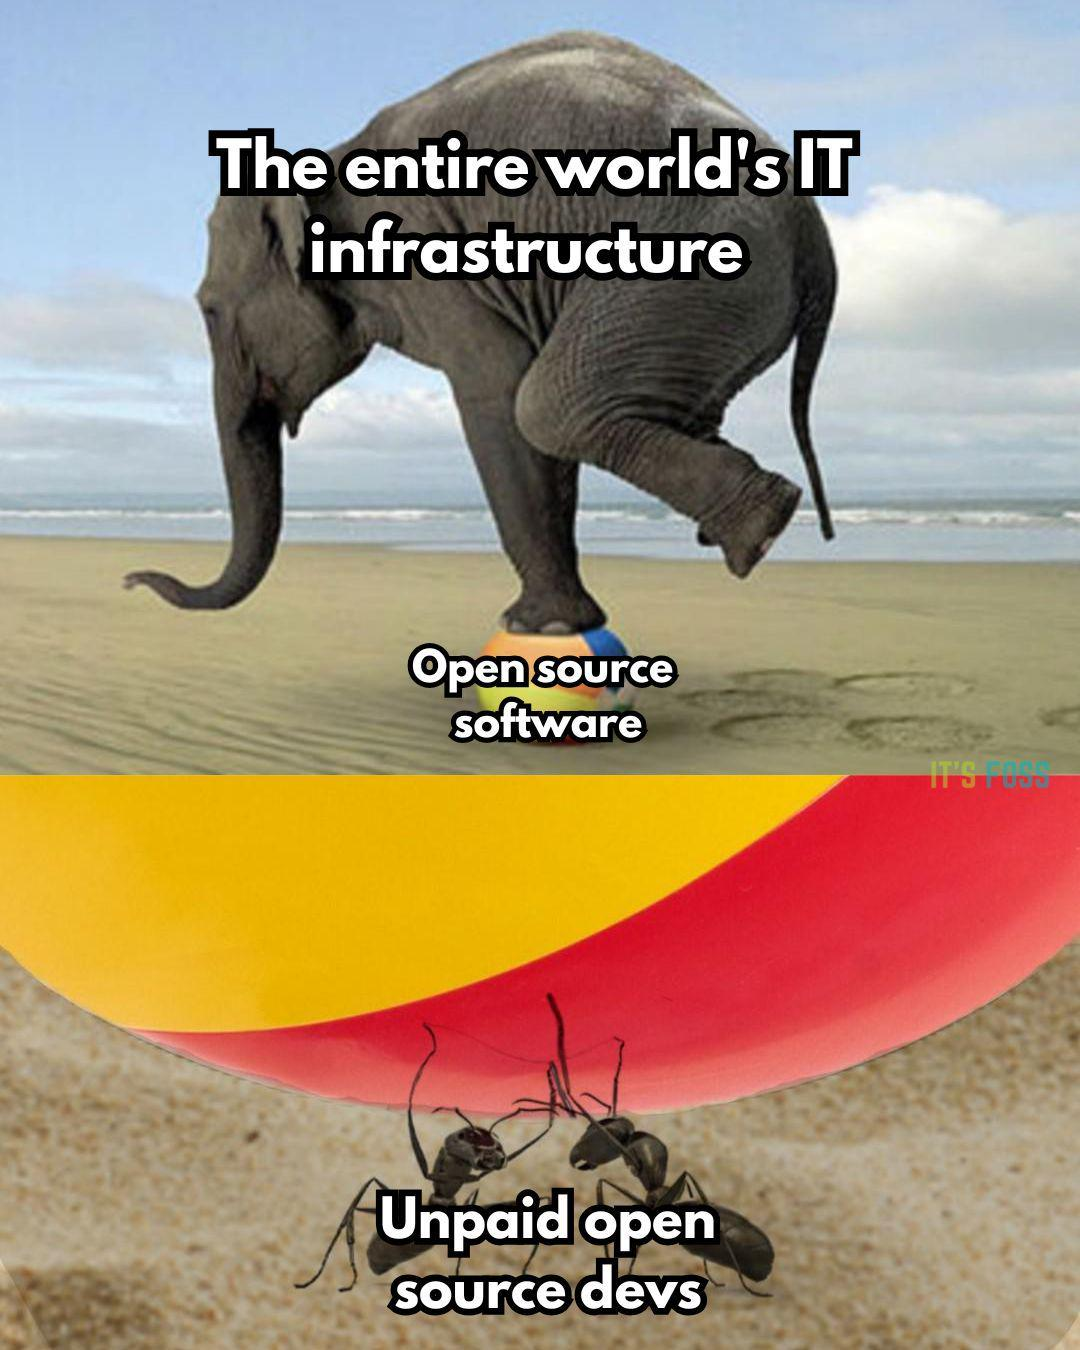 The entire world's IT
infrastructure
Open source
software
IT'S FOSS
Unpaid open
source devs